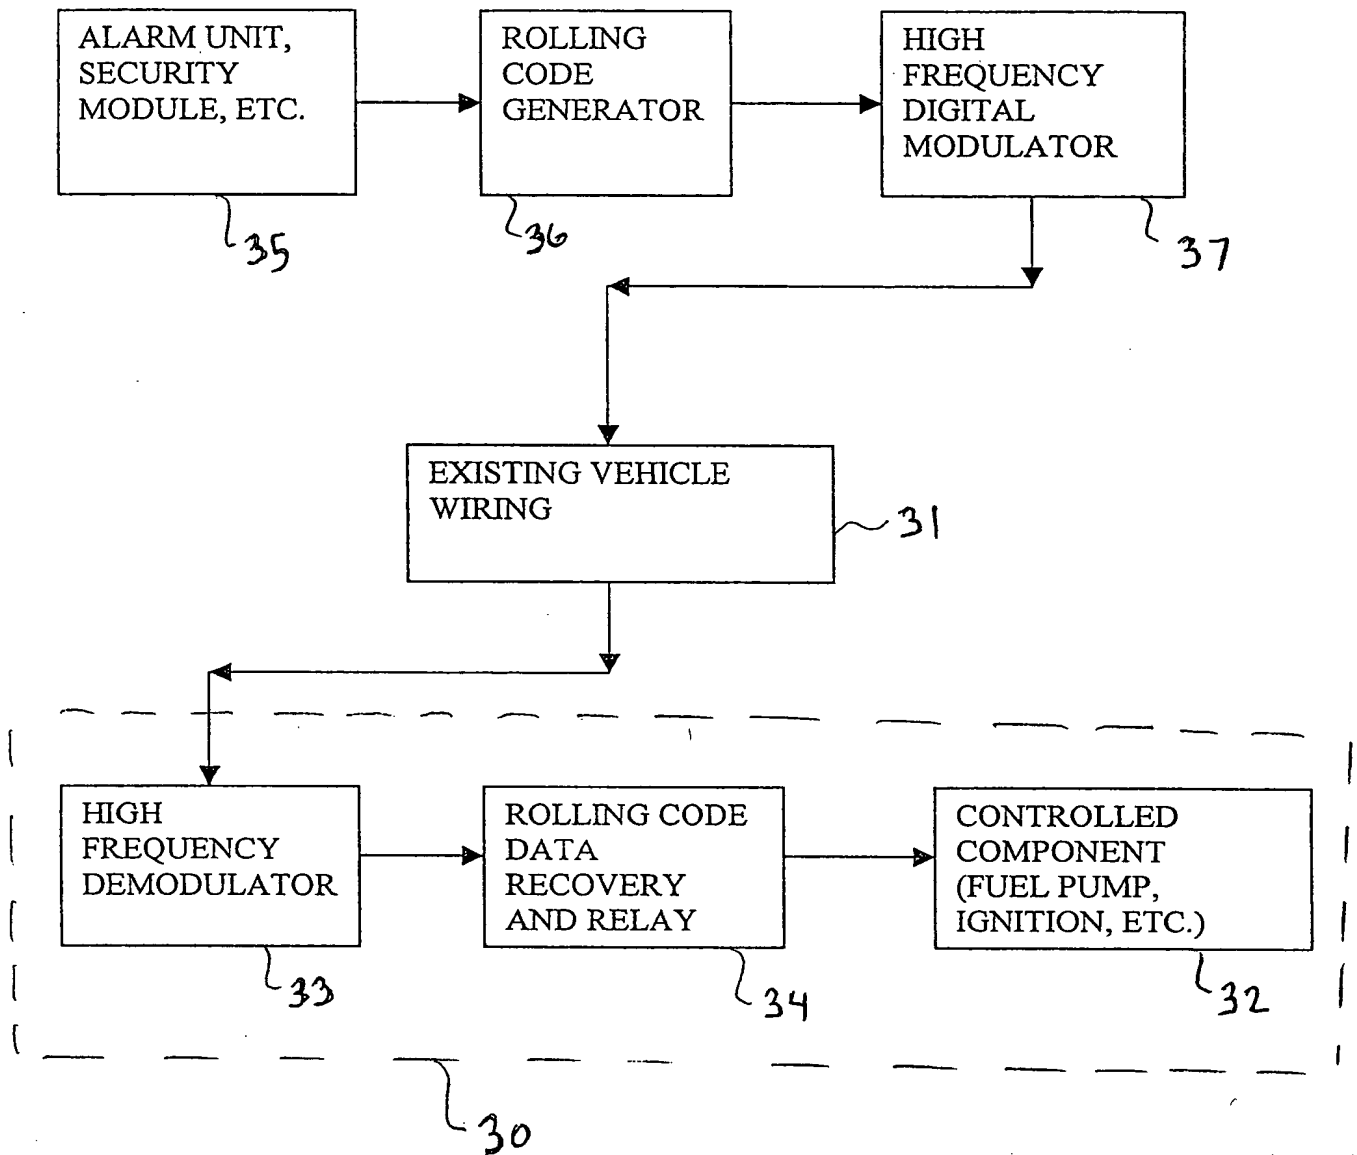 ALARM UNIT,
SECURITY
MODULE, ETC.
35
ROLLING
CODE
GENERATOR
36
HIGH
FREQUENCY
DIGITAL
MODULATOR
37
EXISTING VEHICLE
WIRING
31
HIGH
FREQUENCY
DEMODULATOR
33
ROLLING CODE
DATA
RECOVERY
AND RELAY
34
CONTROLLED
COMPONENT
(FUEL PUMP,
IGNITION, ETC.)
32
30